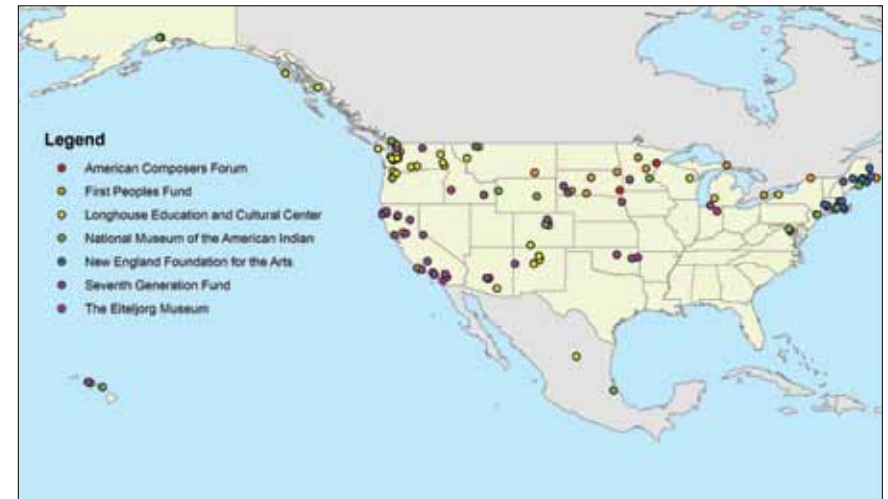 Legend
American Composers Forum
First Peoples Fund
Longhouse Education and Cultural Center
National Museum of the American Indian
New England Foundation for the Arts
Seventh Generation Fund
The Eiteljorg Museum